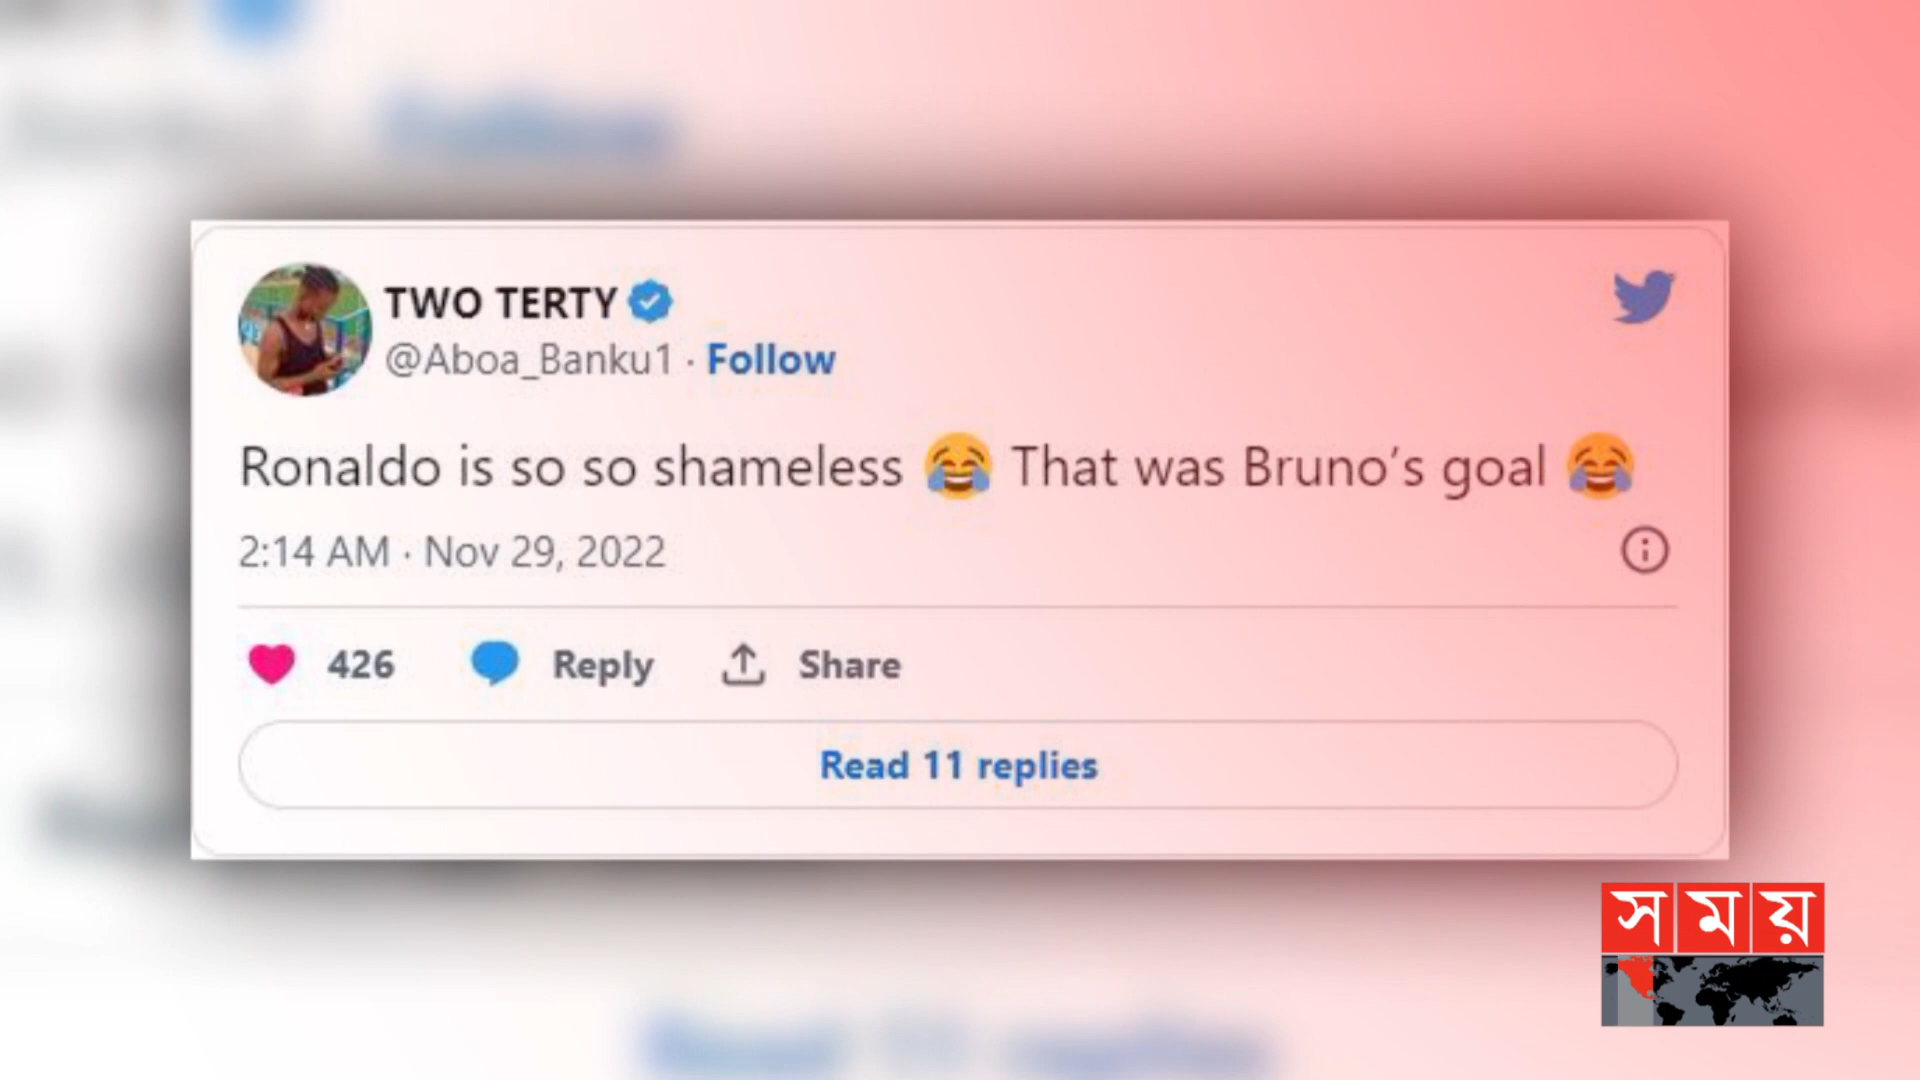 TWO TERTY
@Aboa_Banku1 · Follow
Ronaldo is so so shameless 😂 That was Bruno’s goal 😂
2:14 AM · Nov 29, 2022
426 Reply Share
Read 11 replies
সময়